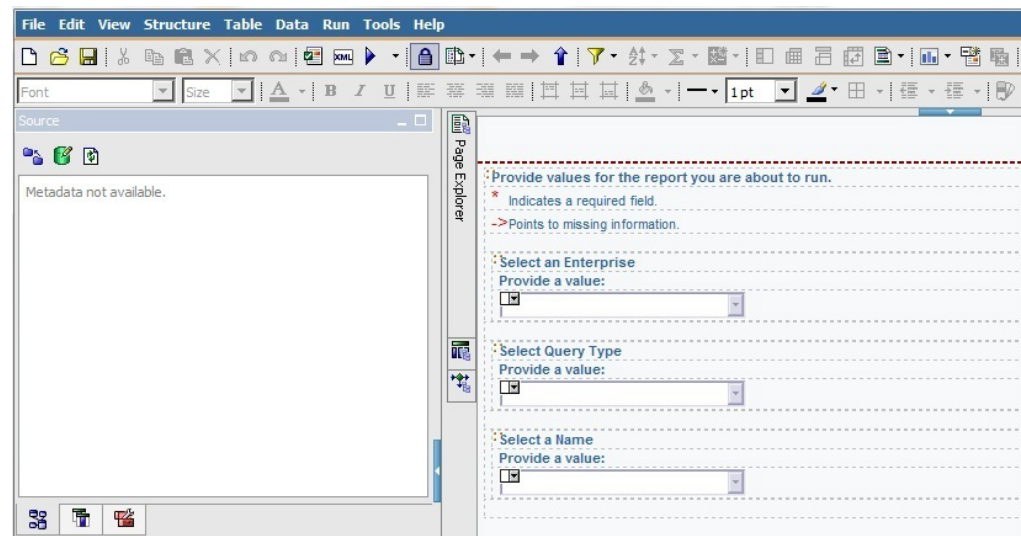 File Edit View Structure Table Data Run Tools Help
XML
Font Size A B I U 1 pt
Source
Metadata not available.
Page Explorer
Provide values for the report you are about to run.
* Indicates a required field.
->Points to missing information.
Select an Enterprise
Provide a value:
Select Query Type
Provide a value:
Select a Name
Provide a value: